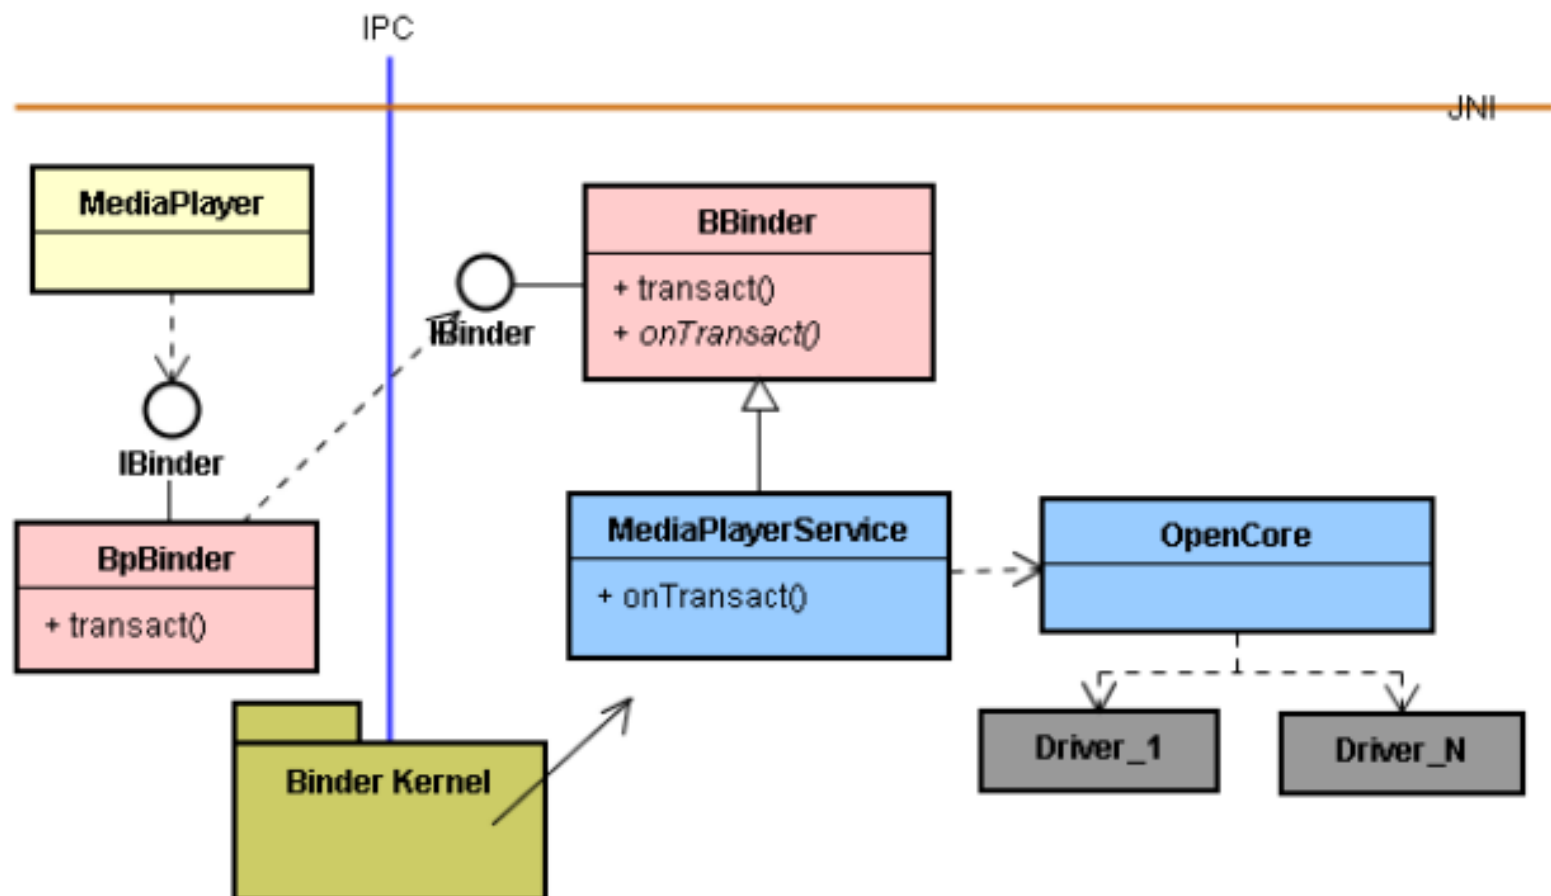 IPC
JNI
MediaPlayer
BBinder
+ transact()
+ onTransact()
IBinder
IBinder
BpBinder
+ transact()
MediaPlayerService
+ onTransact()
OpenCore
Driver_1
Driver_N
Binder Kernel